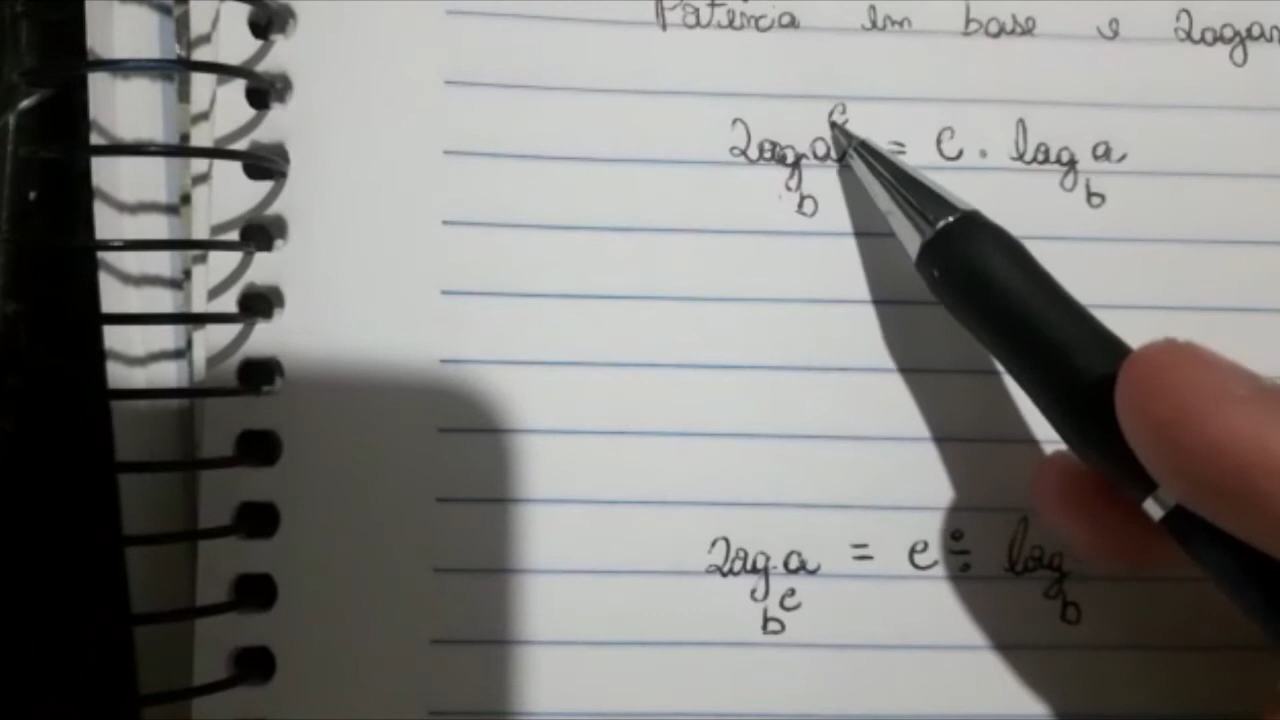 Potência em base e Logar
Log_b a^c = c . log_b a
Log_b^c a = c ÷ log_b